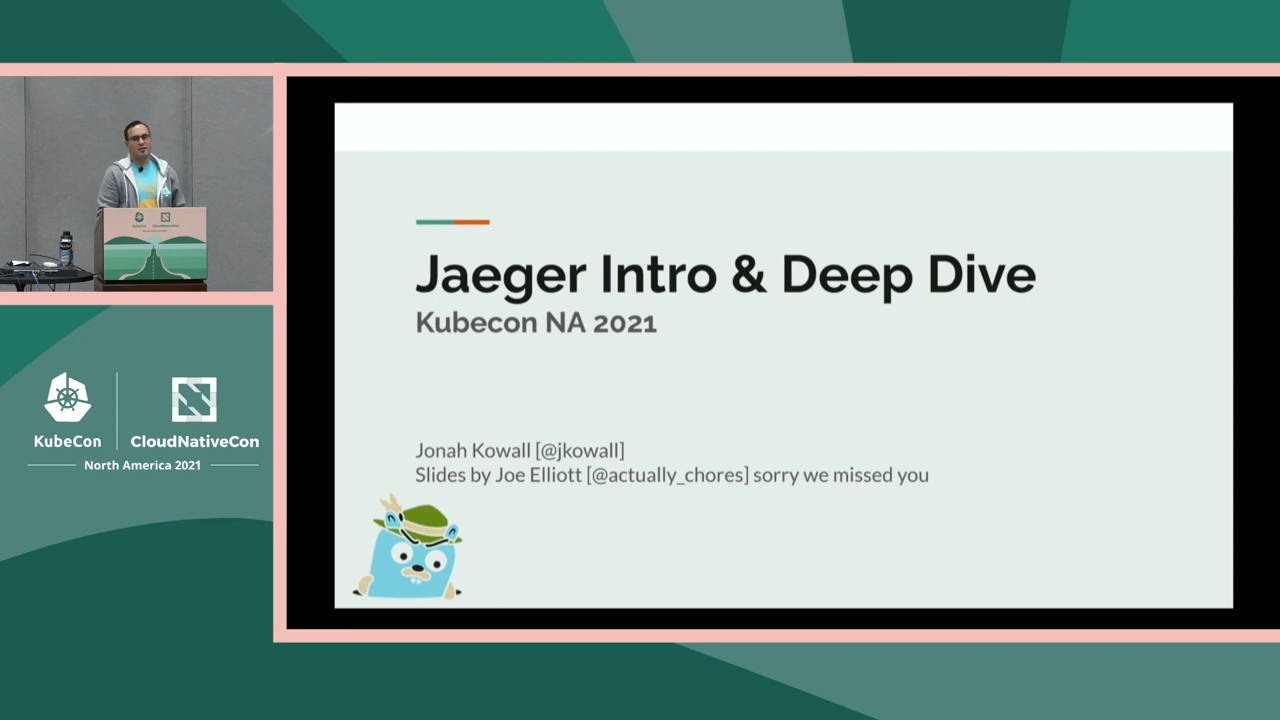 Jaeger Intro & Deep Dive
Kubecon NA 2021
Jonah Kowall [@jkowall]
Slides by Joe Elliott [@actually_chores] sorry we missed you
KubeCon
CloudNativeCon
North America 2021